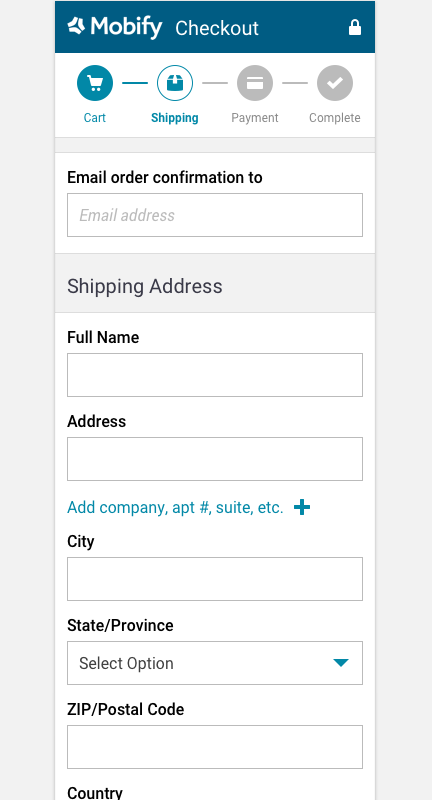 Mobify Checkout
Cart Shipping Payment Complete
Email order confirmation to
Email address
Shipping Address
Full Name
Address
Add company, apt #, suite, etc.
City
State/Province
Select Option
ZIP/Postal Code
Country